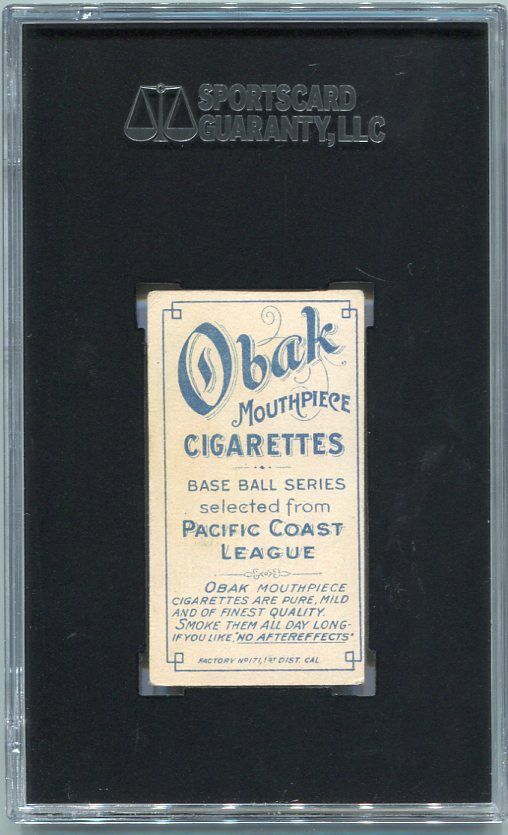 SPORTSCARD
GUARANTY, LLC
Obak
MOUTHPIECE
CIGARETTES
BASE BALL SERIES
selected from
PACIFIC COAST
LEAGUE
OBAK MOUTHPIECE
CIGARETTES ARE PURE, MILD
AND OF FINEST QUALITY.
SMOKE THEM ALL DAY LONG-
IF YOU LIKE, "NO AFTEREFFECTS"
FACTORY NO 171, 1ST DIST. CAL.